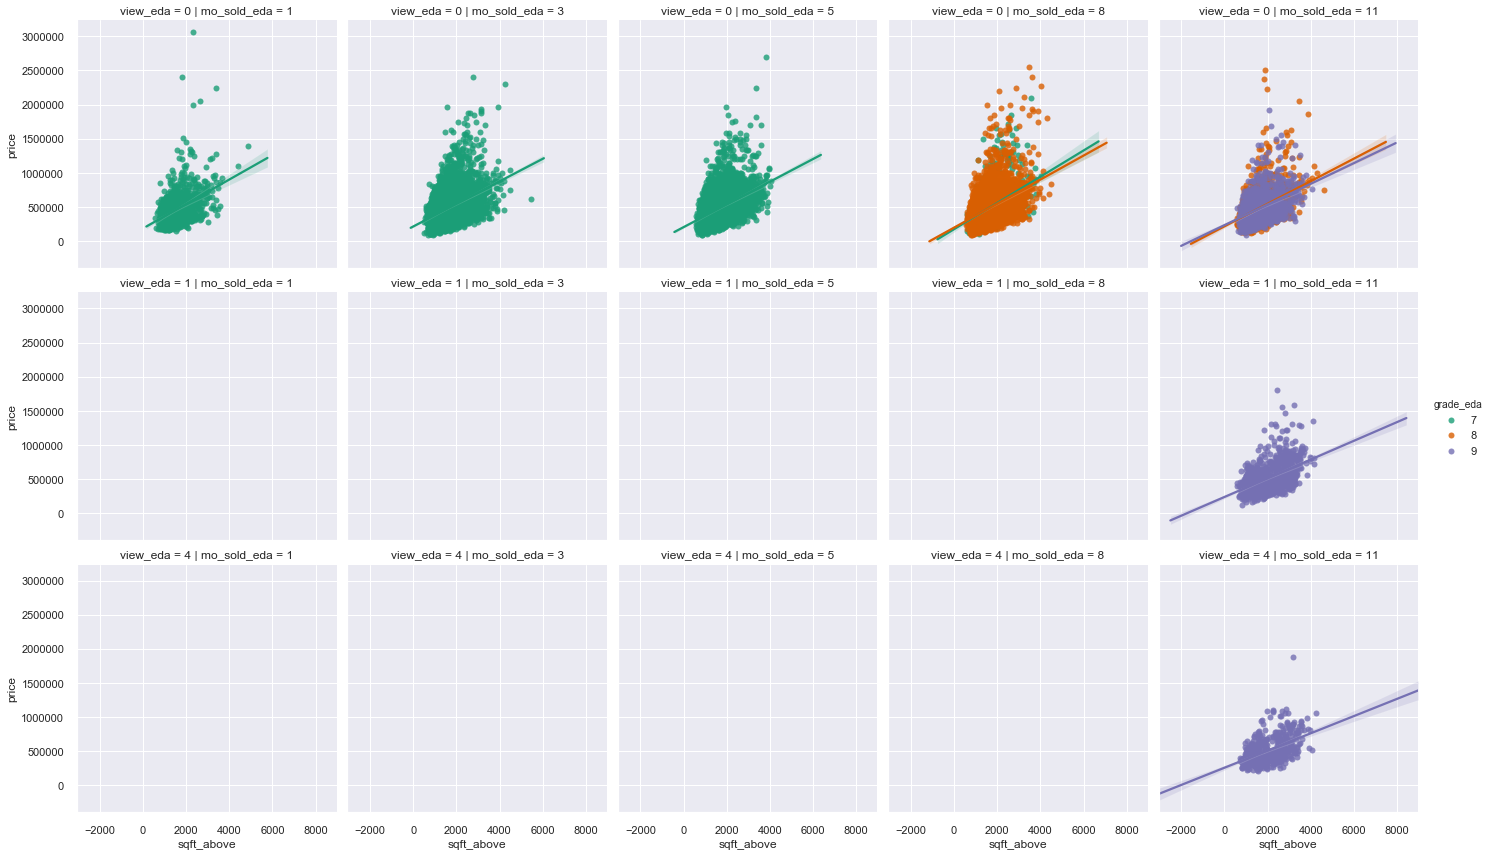 view_eda = 0 | mo_sold_eda = 1
view_eda = 0 | mo_sold_eda = 3
view_eda = 0 | mo_sold_eda = 5
view_eda = 0 | mo_sold_eda = 8
view_eda = 0 | mo_sold_eda = 11
3000000
2500000
2000000
1500000
1000000
500000
0
price
view_eda = 1 | mo_sold_eda = 1
view_eda = 1 | mo_sold_eda = 3
view_eda = 1 | mo_sold_eda = 5
view_eda = 1 | mo_sold_eda = 8
view_eda = 1 | mo_sold_eda = 11
3000000
2500000
2000000
1500000
1000000
500000
0
price
grade_eda
7
8
9
view_eda = 4 | mo_sold_eda = 1
view_eda = 4 | mo_sold_eda = 3
view_eda = 4 | mo_sold_eda = 5
view_eda = 4 | mo_sold_eda = 8
view_eda = 4 | mo_sold_eda = 11
3000000
2500000
2000000
1500000
1000000
500000
0
price
−2000 0 2000 4000 6000 8000
sqft_above
−2000 0 2000 4000 6000 8000
sqft_above
−2000 0 2000 4000 6000 8000
sqft_above
−2000 0 2000 4000 6000 8000
sqft_above
−2000 0 2000 4000 6000 8000
sqft_above